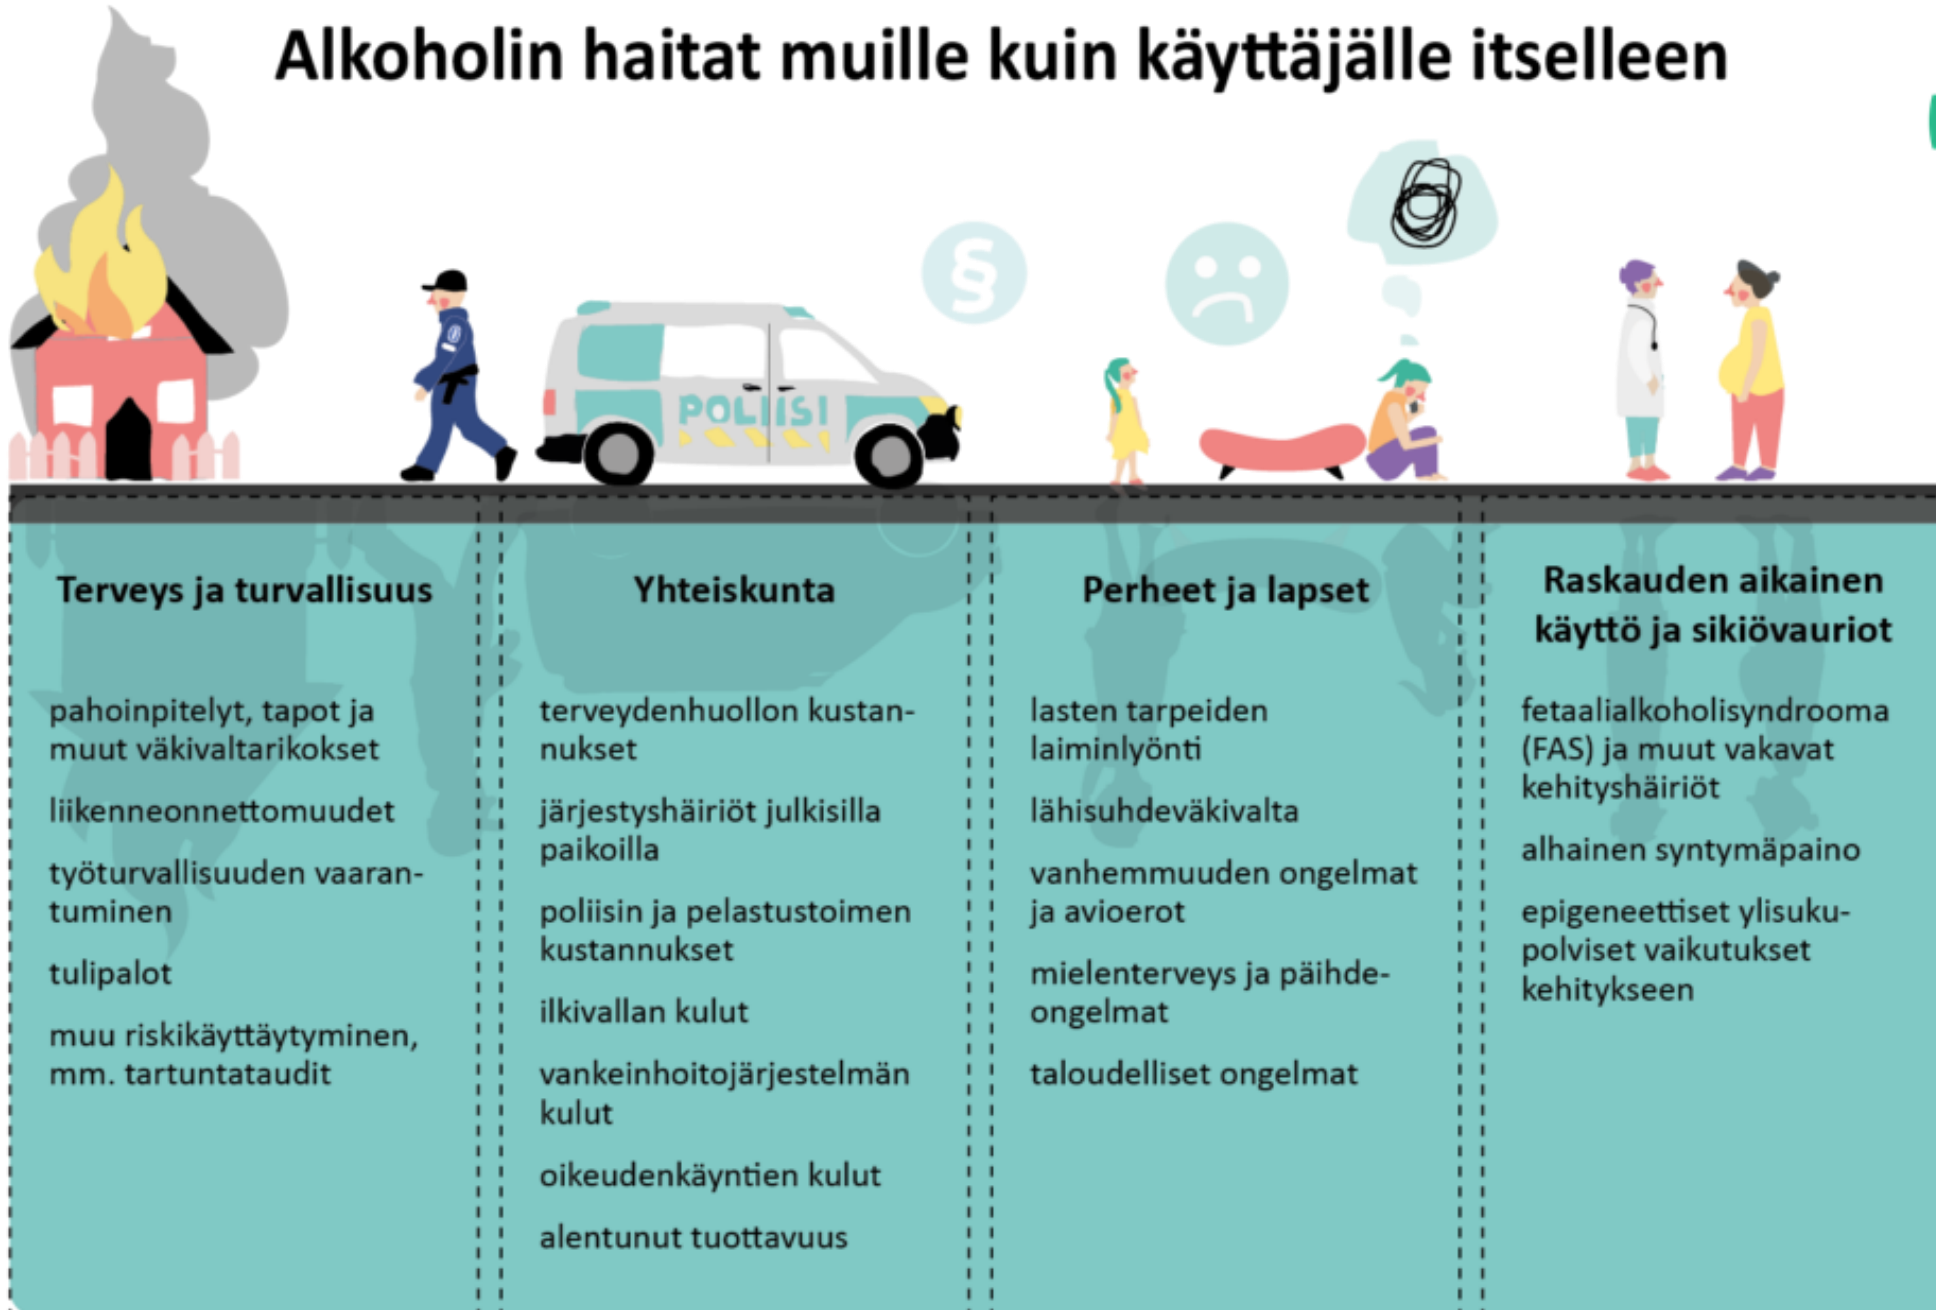 Alkoholin haitat muille kuin käyttäjälle itselleen
§
POLIISI
Terveys ja turvallisuus
pahoinpitelyt, tapot ja
muut väkivaltarikokset
liikenneonnettomuudet
työturvallisuuden vaaran-
tuminen
tulipalot
muu riskikäyttäytyminen,
mm. tartuntataudit
Yhteiskunta
terveydenhuollon kustan-
nukset
järjestyshäiriöt julkisilla
paikoilla
poliisin ja pelastustoimen
kustannukset
ilkivallan kulut
vankeinhoitojärjestelmän
kulut
oikeudenkäyntien kulut
alentunut tuottavuus
Perheet ja lapset
lasten tarpeiden
laiminlyönti
lähisuhdeväkivalta
vanhemmuuden ongelmat
ja avioerot
mielenterveys ja päihde-
ongelmat
taloudelliset ongelmat
Raskauden aikainen
käyttö ja sikiövauriot
fetaalialkoholisyndrooma
(FAS) ja muut vakavat
kehityshäiriöt
alhainen syntymäpaino
epigeneettiset ylisuku-
polviset vaikutukset
kehitykseen